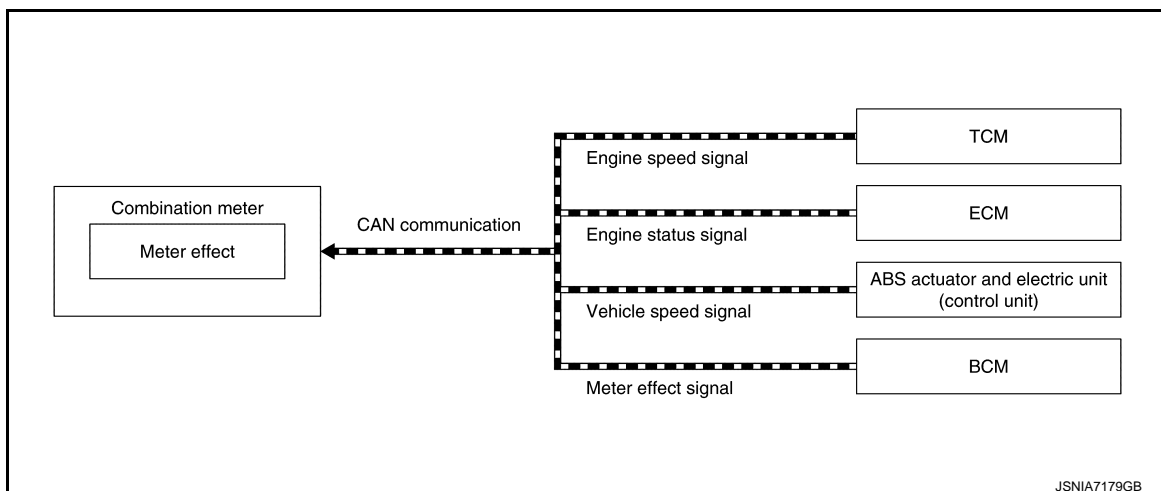 Combination meter
Meter effect
CAN communication
Engine speed signal
TCM
Engine status signal
ECM
Vehicle speed signal
ABS actuator and electric unit
(control unit)
Meter effect signal
BCM
JSNIA7179GB